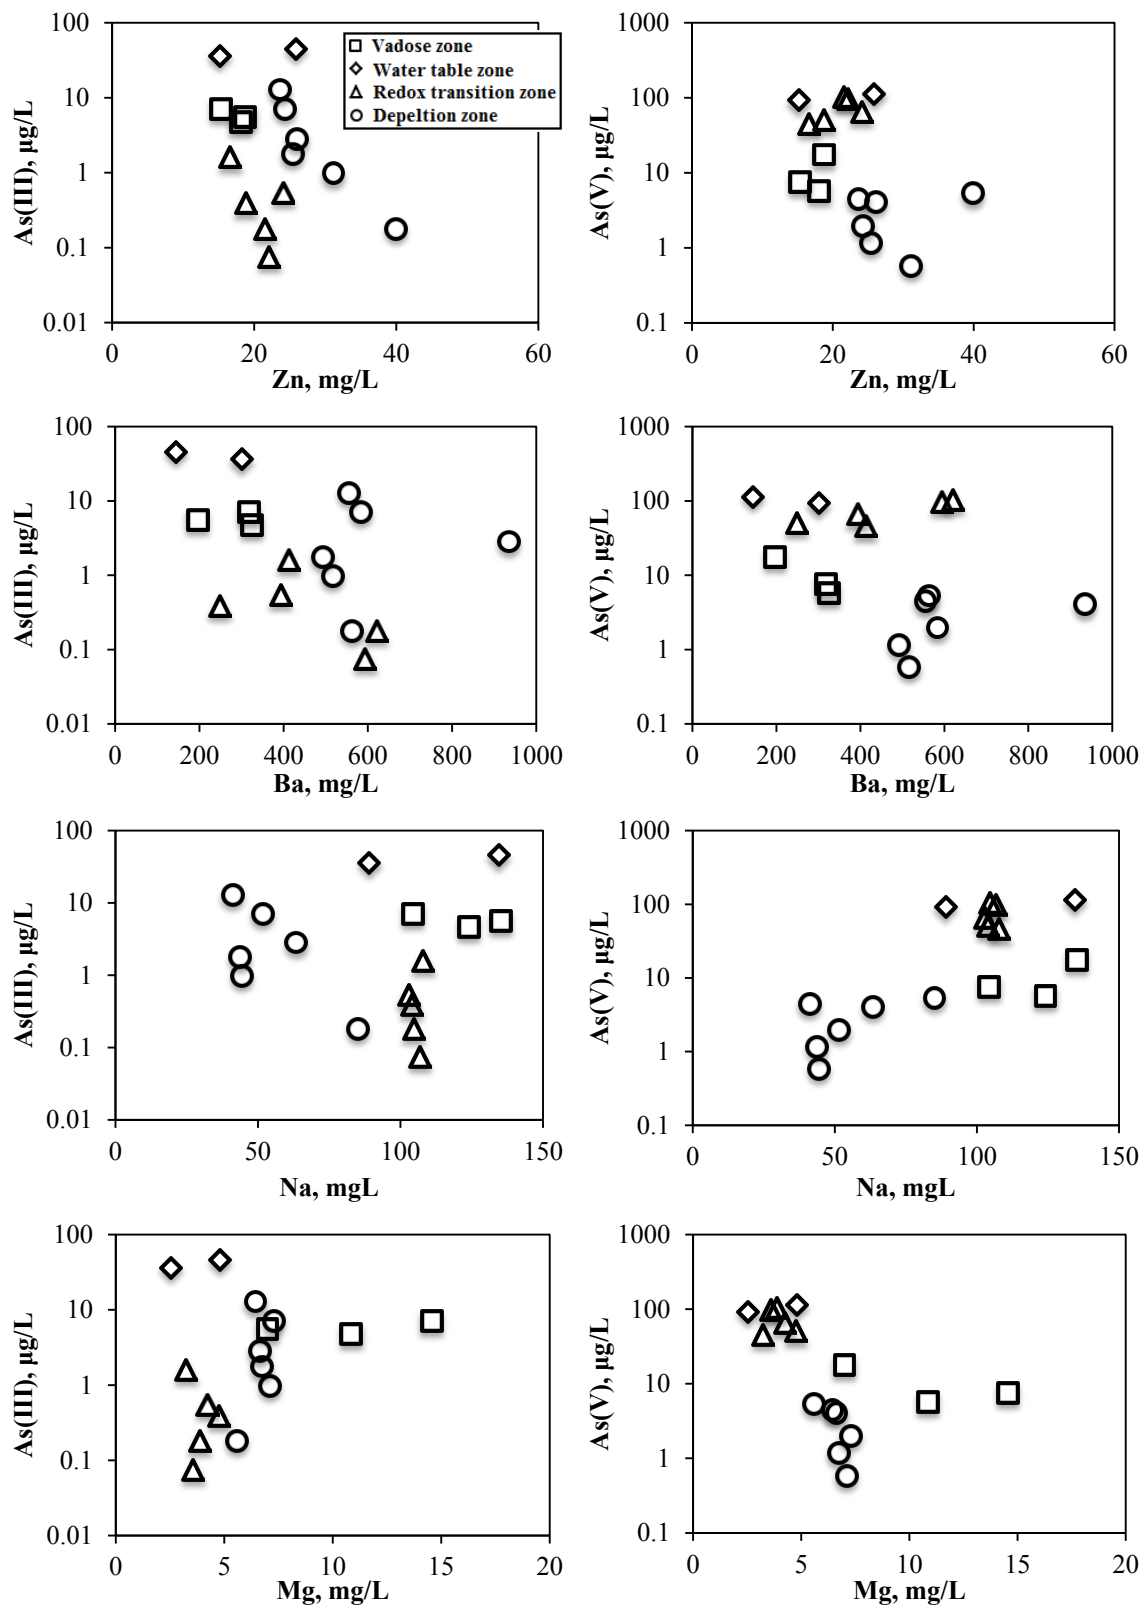 100
10
1
0.1
0.01
As(III), µg/L
0 20 40 60
Zn, mg/L
Vadose zone
Water table zone
Redox transition zone
Depeltion zone
1000
100
10
1
0.1
As(V), µg/L
0 20 40 60
Zn, mg/L
100
10
1
0.1
0.01
As(III), µg/L
0 200 400 600 800 1000
Ba, mg/L
1000
100
10
1
0.1
As(V), µg/L
0 200 400 600 800 1000
Ba, mg/L
100
10
1
0.1
0.01
As(III), µg/L
0 50 100 150
Na, mgL
1000
100
10
1
0.1
As(V), µg/L
0 50 100 150
Na, mgL
100
10
1
0.1
0.01
As(III), µg/L
0 5 10 15 20
Mg, mg/L
1000
100
10
1
0.1
As(V), µg/L
0 5 10 15 20
Mg, mg/L